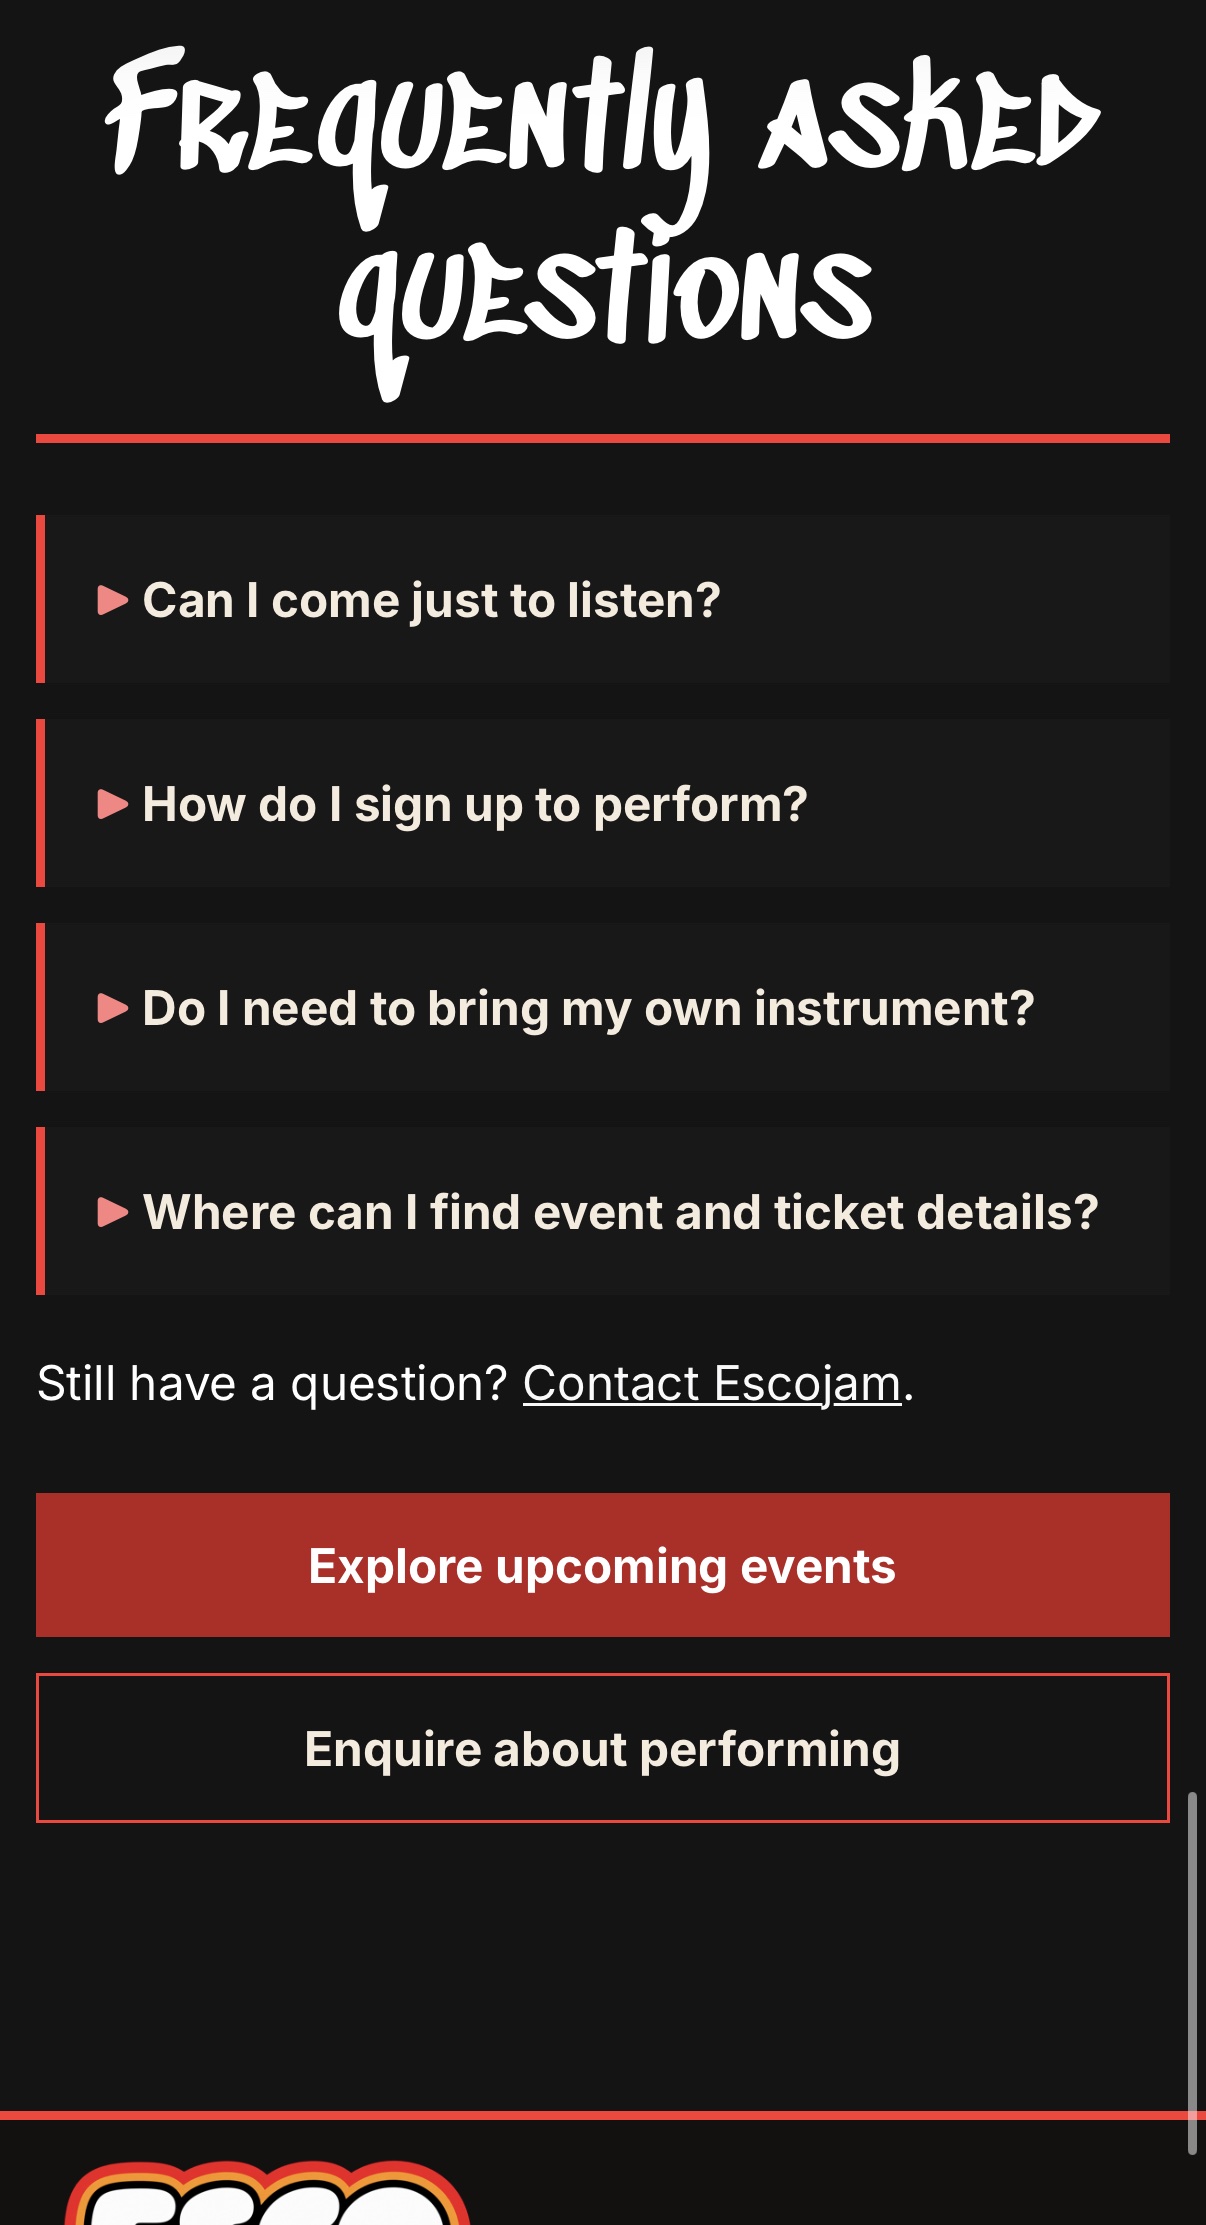 Frequently asked
questions
Can I come just to listen?
How do I sign up to perform?
Do I need to bring my own instrument?
Where can I find event and ticket details?
Still have a question? Contact Escojam.
Explore upcoming events
Enquire about performing
ESCO